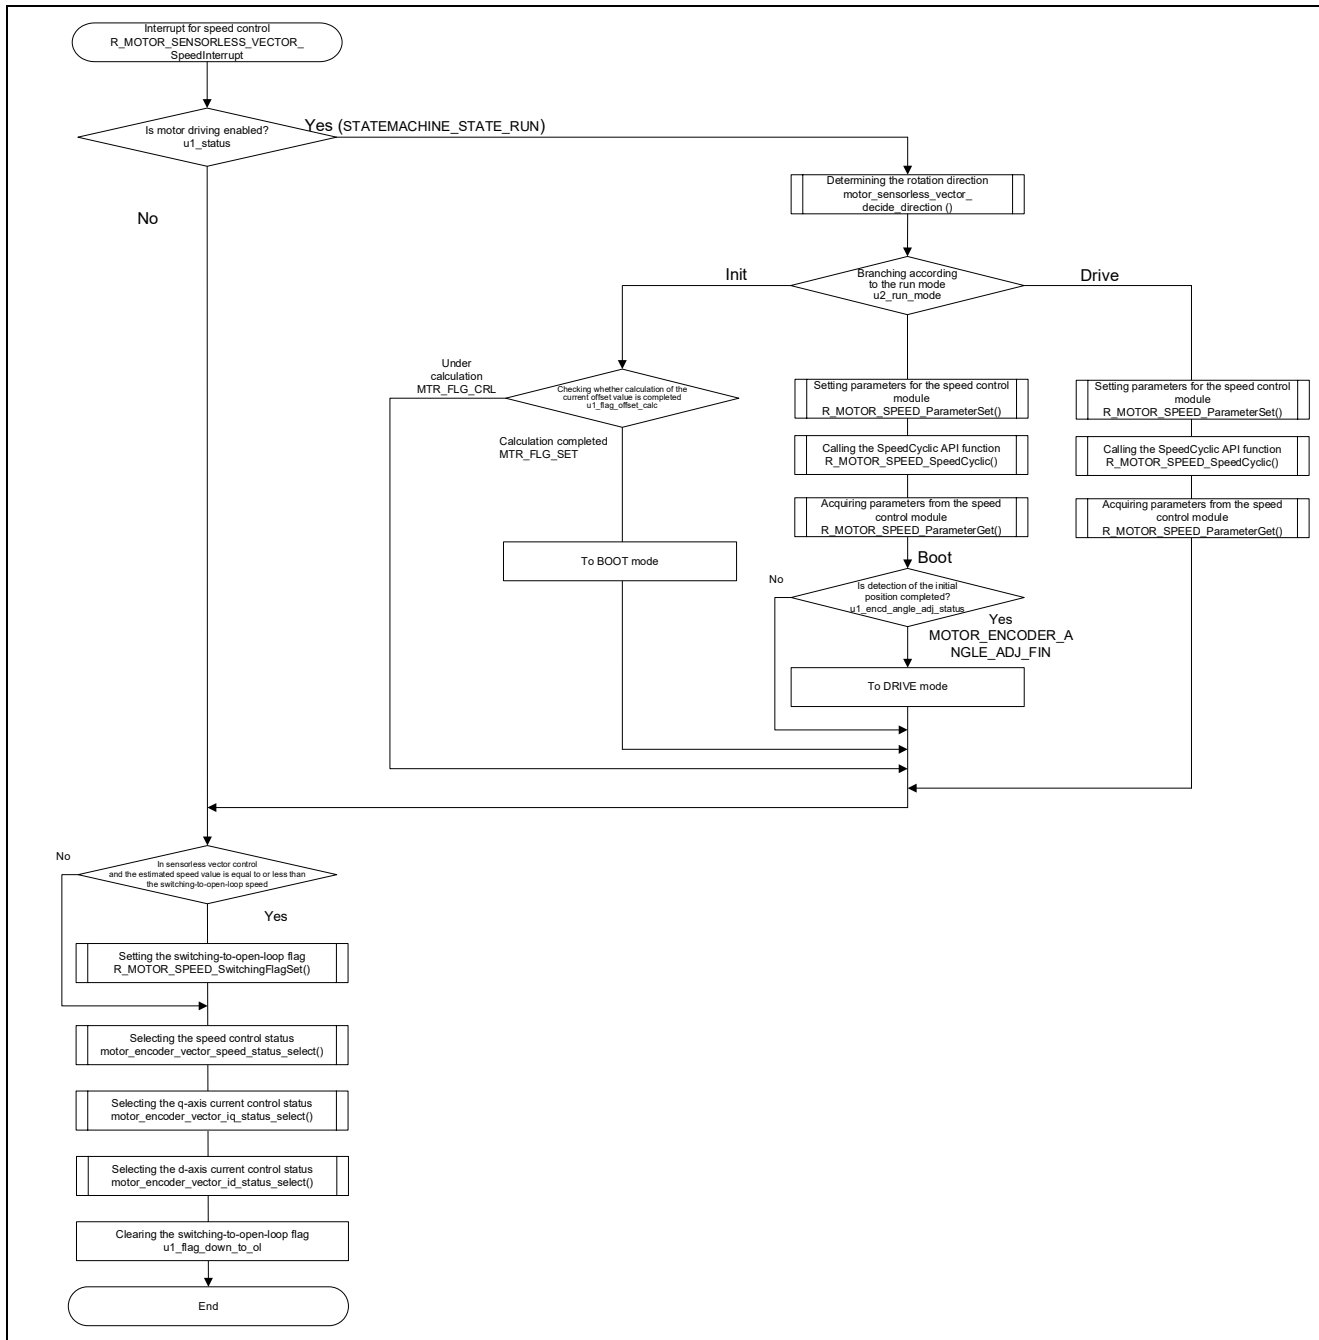 Interrupt for speed control
R_MOTOR_SENSORLESS_VECTOR_
SpeedInterrupt
Is motor driving enabled?
u1_status
Yes (STATEMACHINE_STATE_RUN)
No
Determining the rotation direction
motor_sensorless_vector_
decide_direction ()
Init
Branching according
to the run mode
u2_run_mode
Drive
Under
calculation
MTR_FLG_CRL
Checking whether calculation of the
current offset value is completed
u1_flag_offset_calc
Calculation completed
MTR_FLG_SET
To BOOT mode
Setting parameters for the speed control
module
R_MOTOR_SPEED_ParameterSet()
Calling the SpeedCyclic API function
R_MOTOR_SPEED_SpeedCyclic()
Acquiring parameters from the speed
control module
R_MOTOR_SPEED_ParameterGet()
Boot
No
Is detection of the initial
position completed?
u1_encd_angle_adj_status
Yes
MOTOR_ENCODER_A
NGLE_ADJ_FIN
To DRIVE mode
Setting parameters for the speed control
module
R_MOTOR_SPEED_ParameterSet()
Calling the SpeedCyclic API function
R_MOTOR_SPEED_SpeedCyclic()
Acquiring parameters from the speed
control module
R_MOTOR_SPEED_ParameterGet()
No
In sensorless vector control
and the estimated speed value is equal to or less than
the switching-to-open-loop speed
Yes
Setting the switching-to-open-loop flag
R_MOTOR_SPEED_SwitchingFlagSet()
Selecting the speed control status
motor_encoder_vector_speed_status_select()
Selecting the q-axis current control status
motor_encoder_vector_iq_status_select()
Selecting the d-axis current control status
motor_encoder_vector_id_status_select()
Clearing the switching-to-open-loop flag
u1_flag_down_to_ol
End